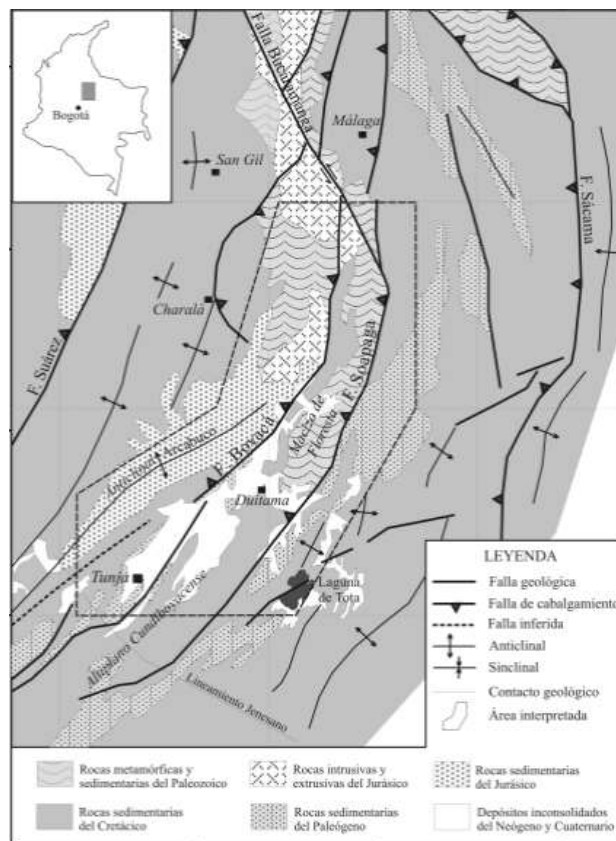 Bogotá
Falla Bucaramanga
Málaga
San Gil
F. Sácama
Charalá
F. Suárez
F. Soapaga
Macizo de
Floresta
F. Boyacá
Anticlinal Arcabuco
Duitama
Tunja
Laguna
de Tota
Altiplano Cundiboyacense
Lineamiento Jenesano
LEYENDA
Falla geológica
Falla de cabalgamiento
Falla inferida
Anticlinal
Sinclinal
Contacto geológico
Área interpretada
Rocas metamórficas y
sedimentarias del Paleozoico
Rocas intrusivas y
extrusivas del Jurásico
Rocas sedimentarias
del Jurásico
Rocas sedimentarias
del Cretácico
Rocas sedimentarias
del Paleógeno
Depósitos inconsolidados
del Neógeno y Cuaternario